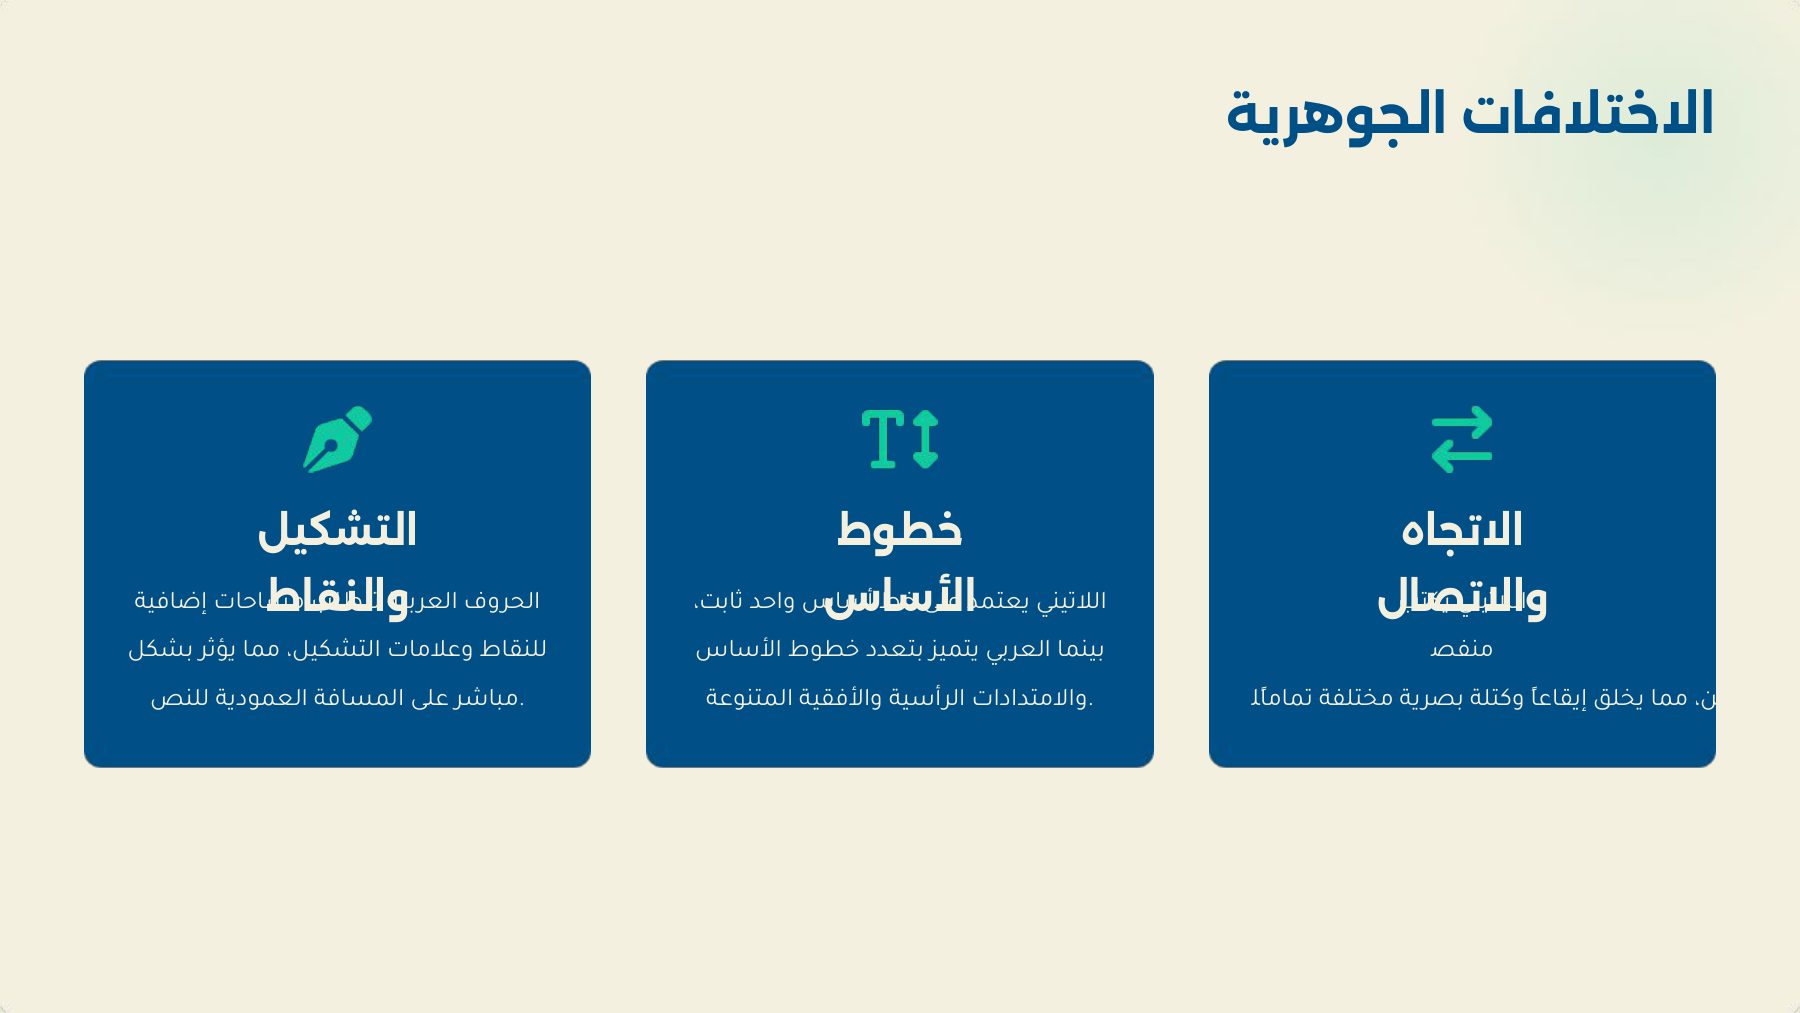 الاختلافات الجوهرية
الاتجاه
والاتصال
منفصـ
ـن، مما يخلق إيقاعاً وكتلة بصرية مختلفة تماماً
خطوط
الأساس
اللاتيني يعتمد على خط أساس واحد ثابت،
بينما العربي يتميز بتعدد خطوط الأساس
والامتدادات الرأسية والأفقية المتنوعة.
التشكيل
والنقاط
الحروف العربية مساحات إضافية
للنقاط وعلامات التشكيل، مما يؤثر بشكل
مباشر على المسافة العمودية للنص.